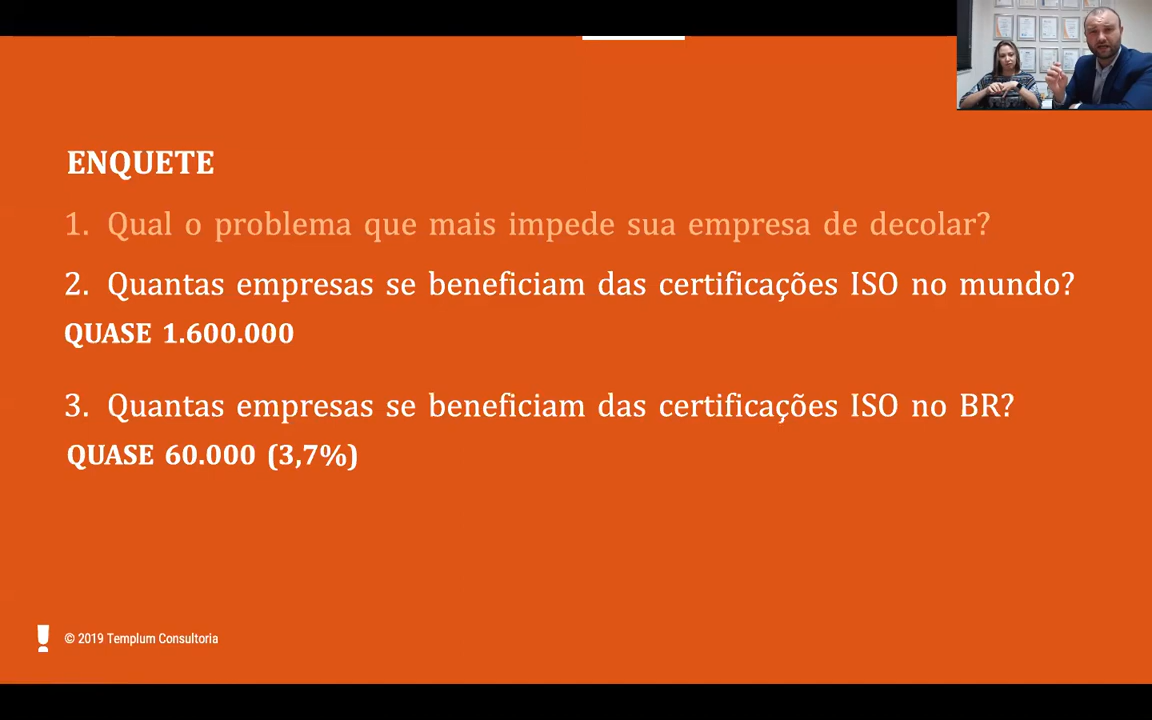 ENQUETE
1. Qual o problema que mais impede sua empresa de decolar?
2. Quantas empresas se beneficiam das certificações ISO no mundo?
QUASE 1.600.000
3. Quantas empresas se beneficiam das certificações ISO no BR?
QUASE 60.000 (3,7%)
© 2019 Templum Consultoria